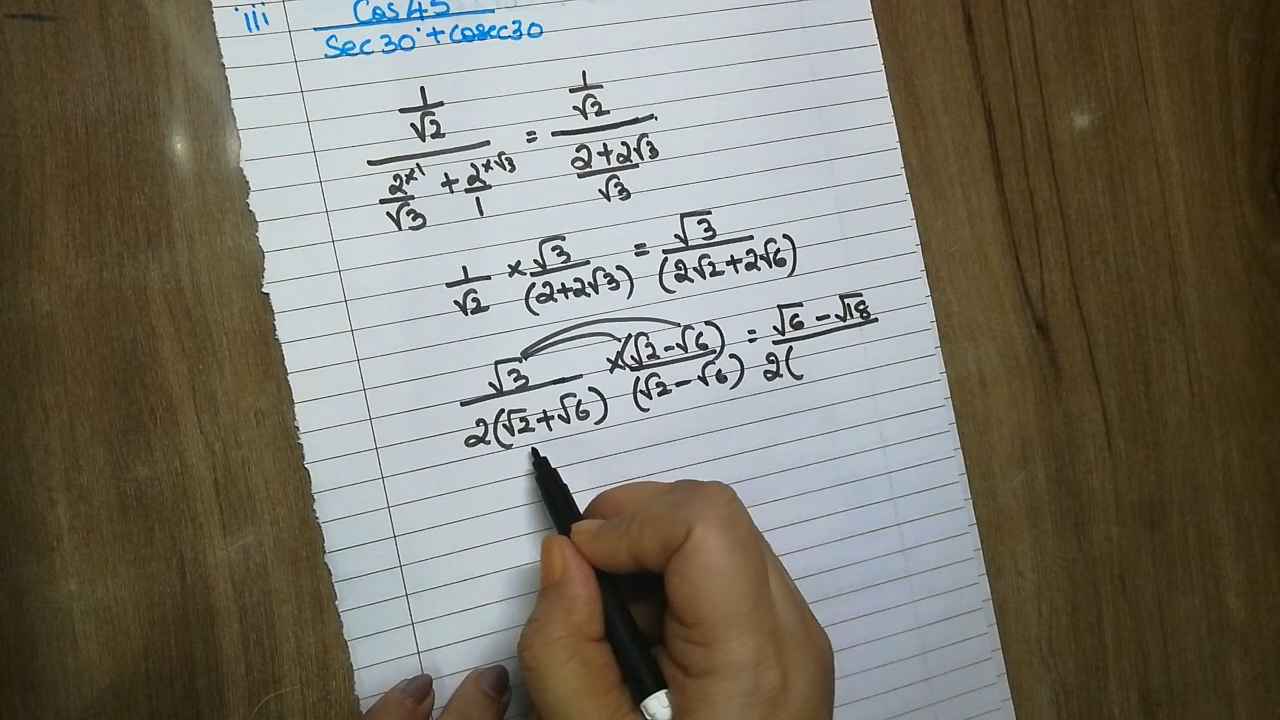 iii Cos 45
Sec 30° + cosec 30
1/√2 / (2×1/√3 + 2×√3/1) = 1/√2 / ((2+2√3)/√3)
1/√2 × √3/(2+2√3) = √3/(2√2+2√6)
√3/2(√2+√6) × (√2-√6)/(√2-√6) = √6-√18/2(